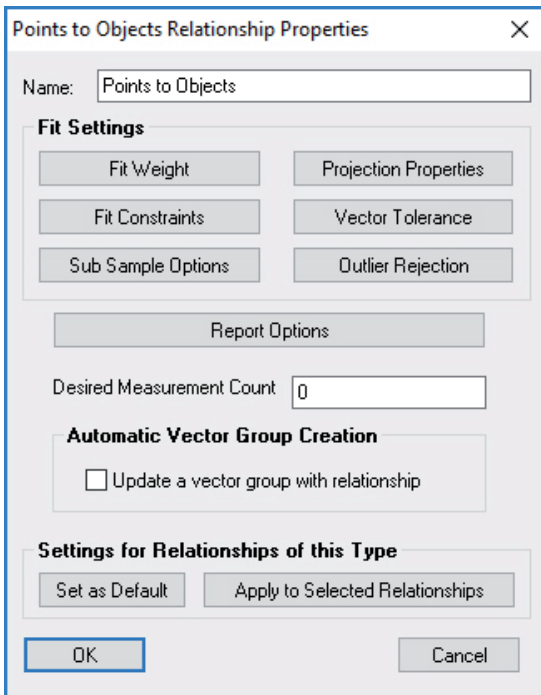 Points to Objects Relationship Properties
Name: Points to Objects
Fit Settings
Fit Weight Projection Properties
Fit Constraints Vector Tolerance
Sub Sample Options Outlier Rejection
Report Options
Desired Measurement Count 0
Automatic Vector Group Creation
Update a vector group with relationship
Settings for Relationships of this Type
Set as Default Apply to Selected Relationships
OK Cancel